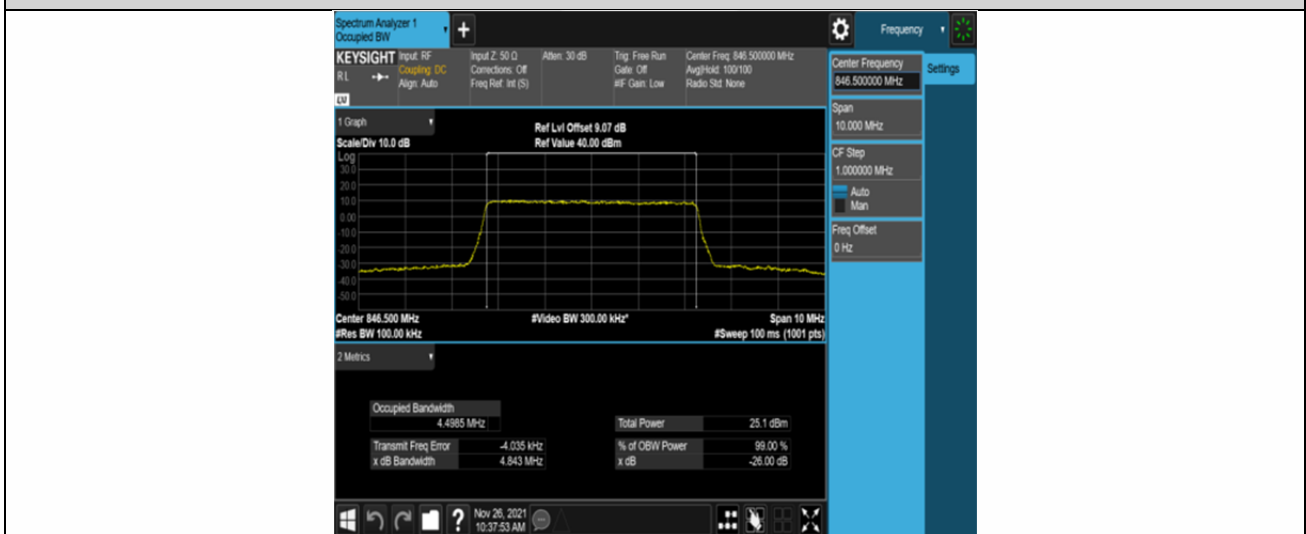 Spectrum Analyzer 1
Occupied BW
+
Frequency
KEYSIGHT
Input: RF
Coupling: DC
Align: Auto
Input Z: 50 Ω
Corrections: Off
Freq Ref: Int (S)
Atten: 30 dB
Trig: Free Run
Gate: Off
#IF Gain: Low
Center Freq: 846.500000 MHz
Avg|Hold: 100/100
Radio Std: None
RL
Center Frequency
846.500000 MHz
Settings
Span
10.000 MHz
CF Step
1.000000 MHz
Auto
Man
Freq Offset
0 Hz
1 Graph
Scale/Div 10.0 dB
Ref Lvl Offset 9.07 dB
Ref Value 40.00 dBm
Log
30.0
20.0
10.0
0.00
-10.0
-20.0
-30.0
-40.0
-50.0
Center 846.500 MHz
#Video BW 300.00 kHz*
Span 10 MHz
#Res BW 100.00 kHz
#Sweep 100 ms (1001 pts)
2 Metrics
Occupied Bandwidth
4.4985 MHz
Total Power 25.1 dBm
Transmit Freq Error -4.035 kHz
% of OBW Power 99.00 %
x dB Bandwidth 4.843 MHz
x dB -26.00 dB
?
Nov 26, 2021
10:37:53 AM